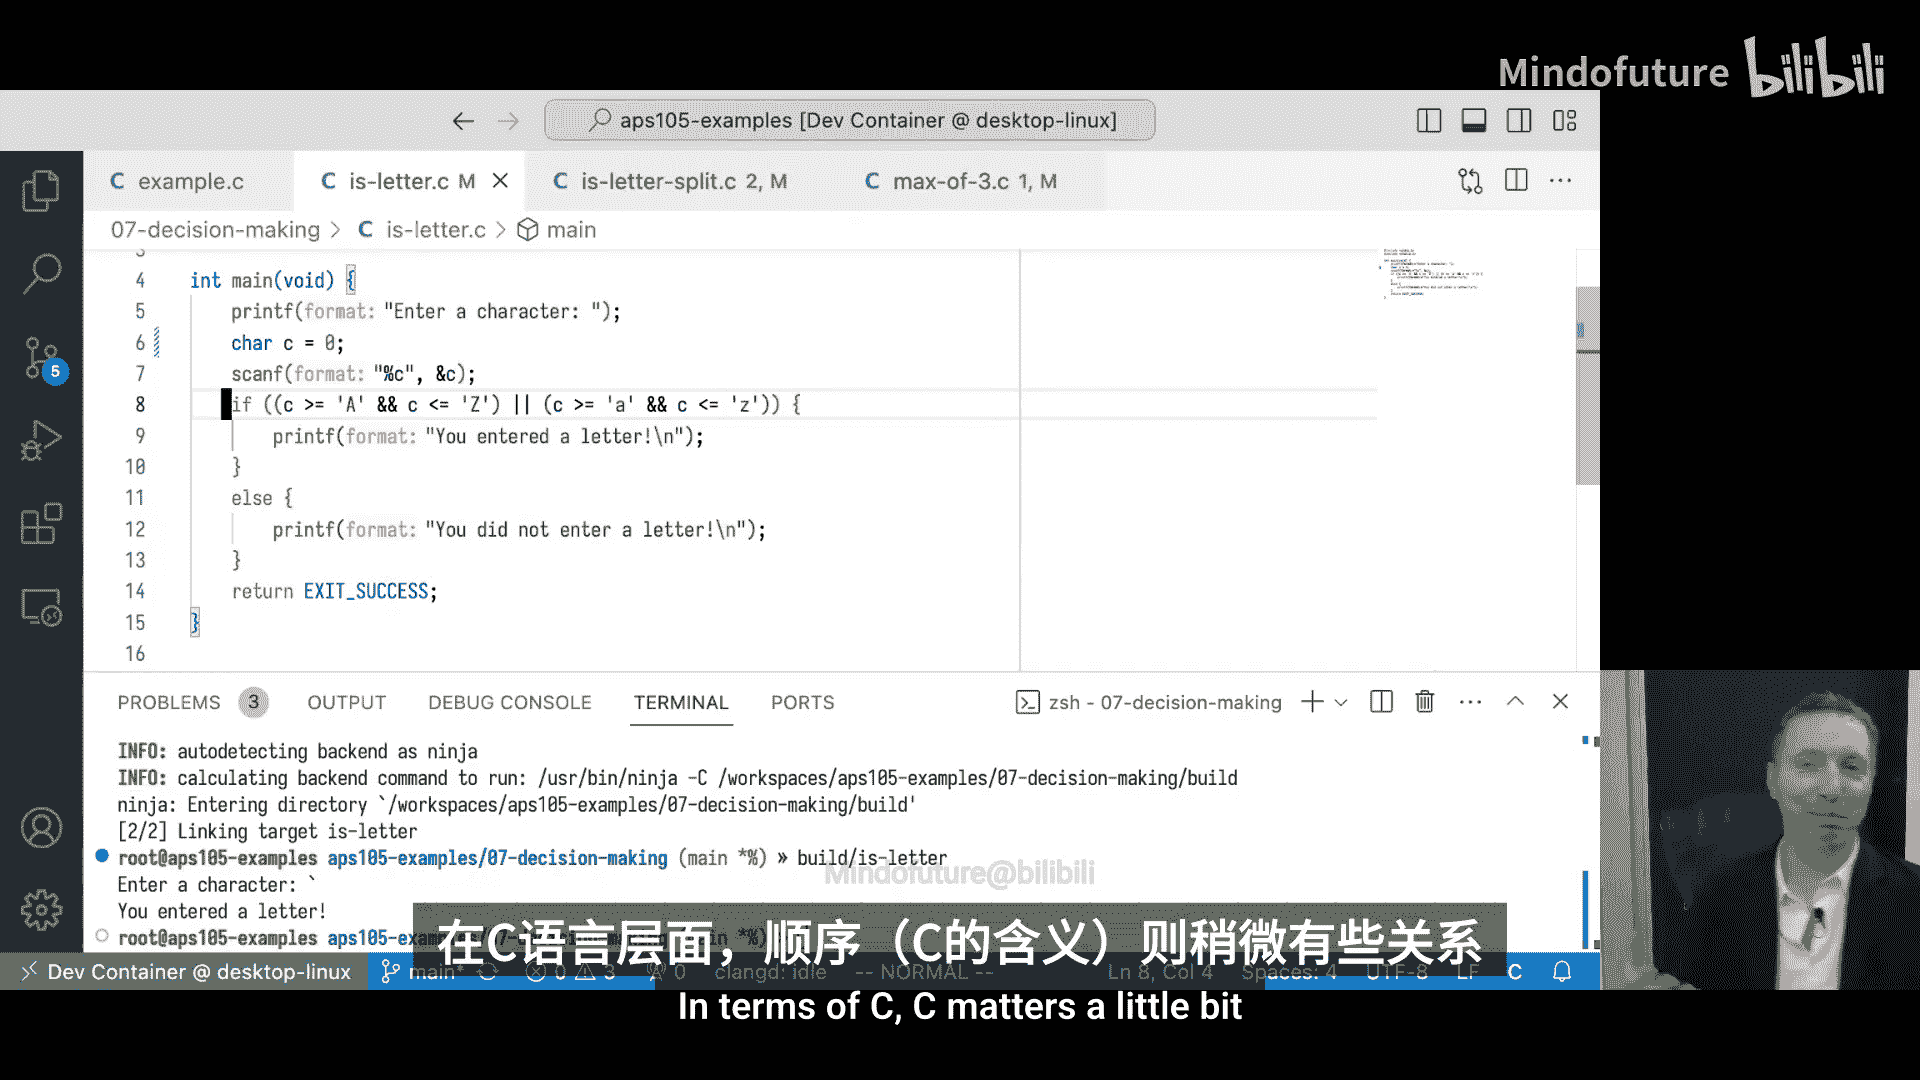 Mindofuture bilibili
aps105-examples [Dev Container @ desktop-linux]
C example.c
C is-letter.c M
C is-letter-split.c 2, M
C max-of-3.c 1, M
07-decision-making > C is-letter.c > main
4 int main(void) {
5 printf(format: "Enter a character: ");
6 char c = 0;
7 scanf(format: "%c", &c);
8 if ((c >= 'A' && c <= 'Z') || (c >= 'a' && c <= 'z')) {
9 printf(format: "You entered a letter!\n");
10 }
11 else {
12 printf(format: "You did not enter a letter!\n");
13 }
14 return EXIT_SUCCESS;
15 }
16
5
PROBLEMS 3 OUTPUT DEBUG CONSOLE TERMINAL PORTS
zsh - 07-decision-making
INFO: autodetecting backend as ninja
INFO: calculating backend command to run: /usr/bin/ninja -C /workspaces/aps105-examples/07-decision-making/build
ninja: Entering directory `/workspaces/aps105-examples/07-decision-making/build'
[2/2] Linking target is-letter
root@aps105-examples aps105-examples/07-decision-making (main *%) » build/is-letter
Enter a character: `
You entered a letter!
root@aps105-examples
Mindofuture@bilibili
在C语言层面，顺序（C的含义）则稍微有些关系
Dev Container @ desktop-linux main* 0 3 0 clangd: idle -- NORMAL -- Ln 8, Col 4 Spaces: 4 UTF-8 LF C
In terms of C, C matters a little bit